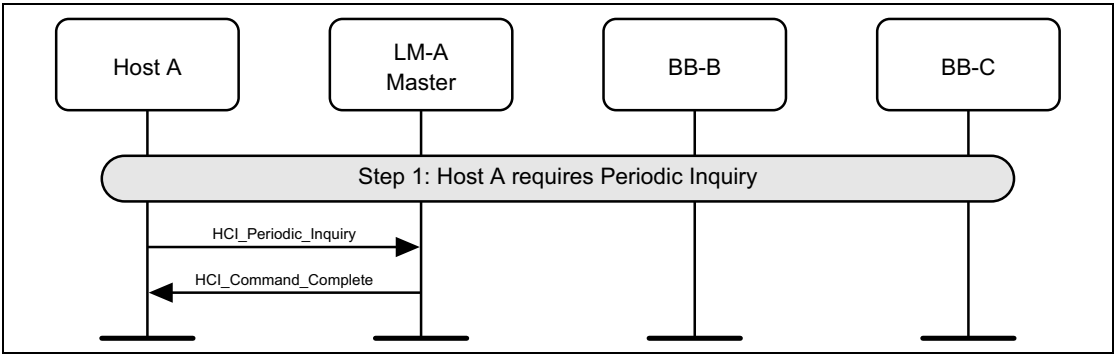 Host A
LM-A
Master
BB-B
BB-C
Step 1: Host A requires Periodic Inquiry
HCI_Periodic_Inquiry
HCI_Command_Complete